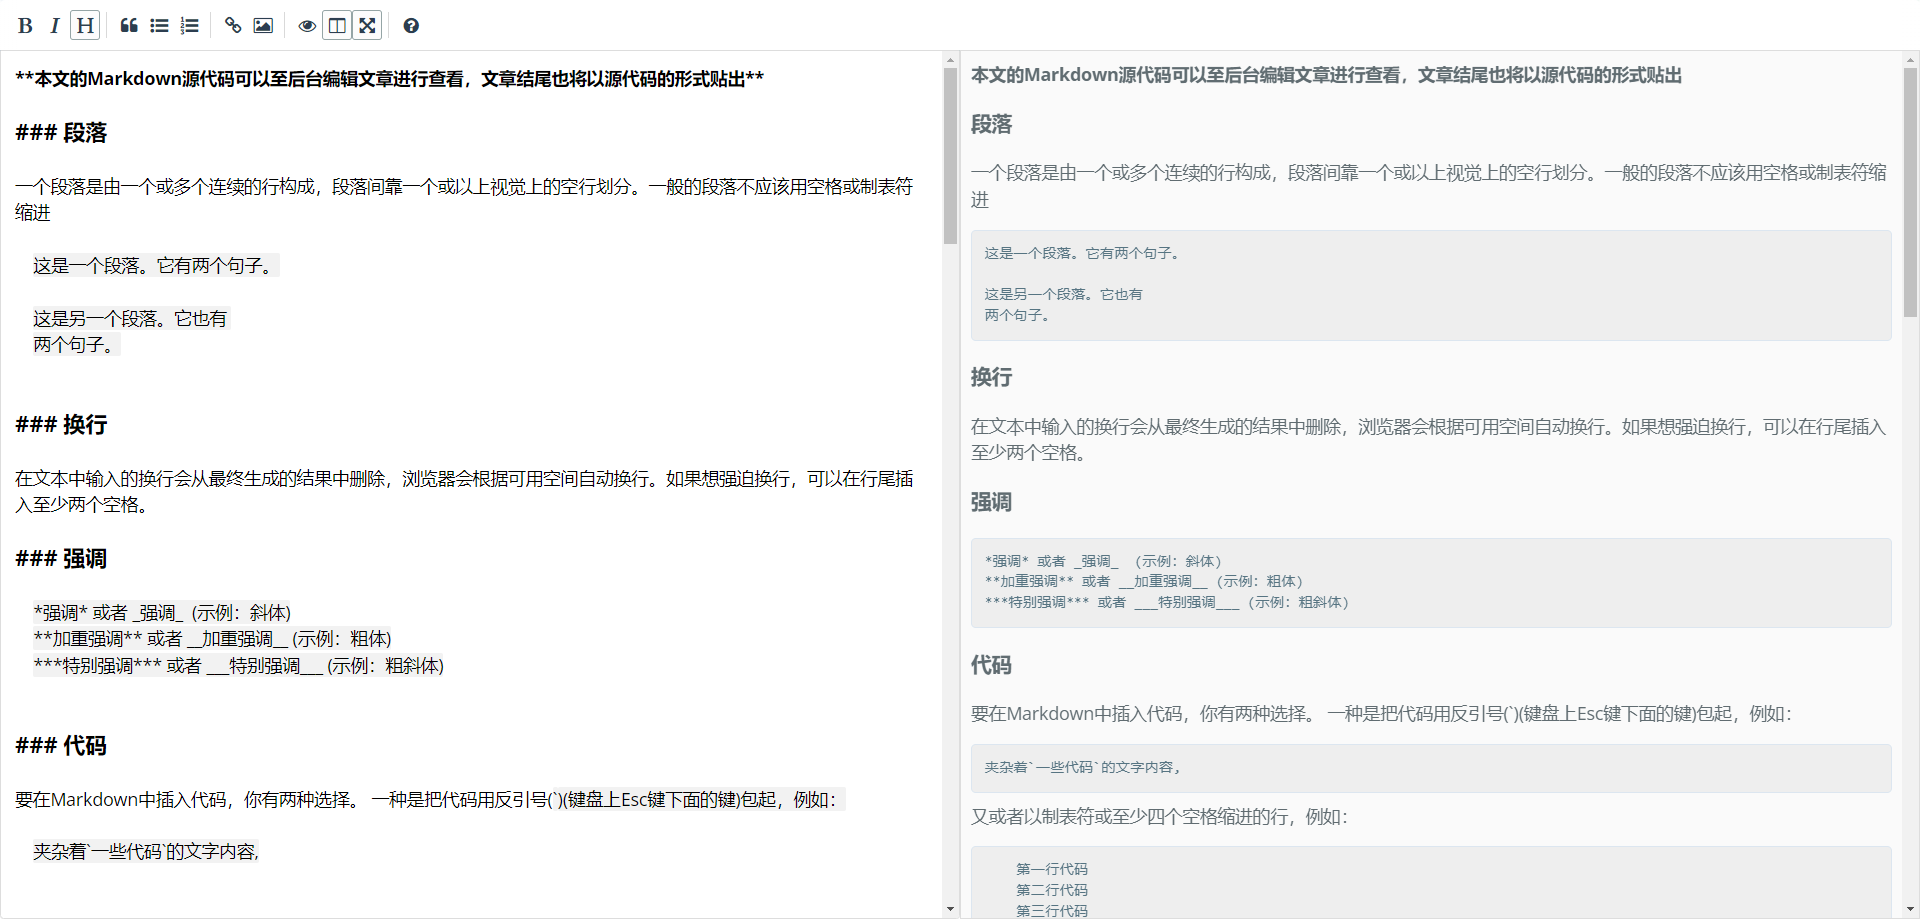 B I H
**本文的Markdown源代码可以至后台编辑文章进行查看，文章结尾也将以源代码的形式贴出**
### 段落
一个段落是由一个或多个连续的行构成，段落间靠一个或以上视觉上的空行划分。一般的段落不应该用空格或制表符
缩进
这是一个段落。它有两个句子。
这是另一个段落。它也有
两个句子。
### 换行
在文本中输入的换行会从最终生成的结果中删除，浏览器会根据可用空间自动换行。如果想强迫换行，可以在行尾插
入至少两个空格。
### 强调
*强调* 或者 _强调_  (示例：斜体)
**加重强调** 或者 __加重强调__ (示例：粗体)
***特别强调*** 或者 ___特别强调___ (示例：粗斜体)
### 代码
要在Markdown中插入代码，你有两种选择。 一种是把代码用反引号(`)(键盘上Esc键下面的键)包起，例如：
夹杂着`一些代码`的文字内容,
本文的Markdown源代码可以至后台编辑文章进行查看，文章结尾也将以源代码的形式贴出
段落
一个段落是由一个或多个连续的行构成，段落间靠一个或以上视觉上的空行划分。一般的段落不应该用空格或制表符缩
进
这是一个段落。它有两个句子。
这是另一个段落。它也有
两个句子。
换行
在文本中输入的换行会从最终生成的结果中删除，浏览器会根据可用空间自动换行。如果想强迫换行，可以在行尾插入
至少两个空格。
强调
*强调* 或者 _强调_  (示例：斜体)
**加重强调** 或者 __加重强调__ (示例：粗体)
***特别强调*** 或者 ___特别强调___ (示例：粗斜体)
代码
要在Markdown中插入代码，你有两种选择。 一种是把代码用反引号(`)(键盘上Esc键下面的键)包起，例如：
夹杂着`一些代码`的文字内容,
又或者以制表符或至少四个空格缩进的行，例如：
第一行代码
第二行代码
第三行代码